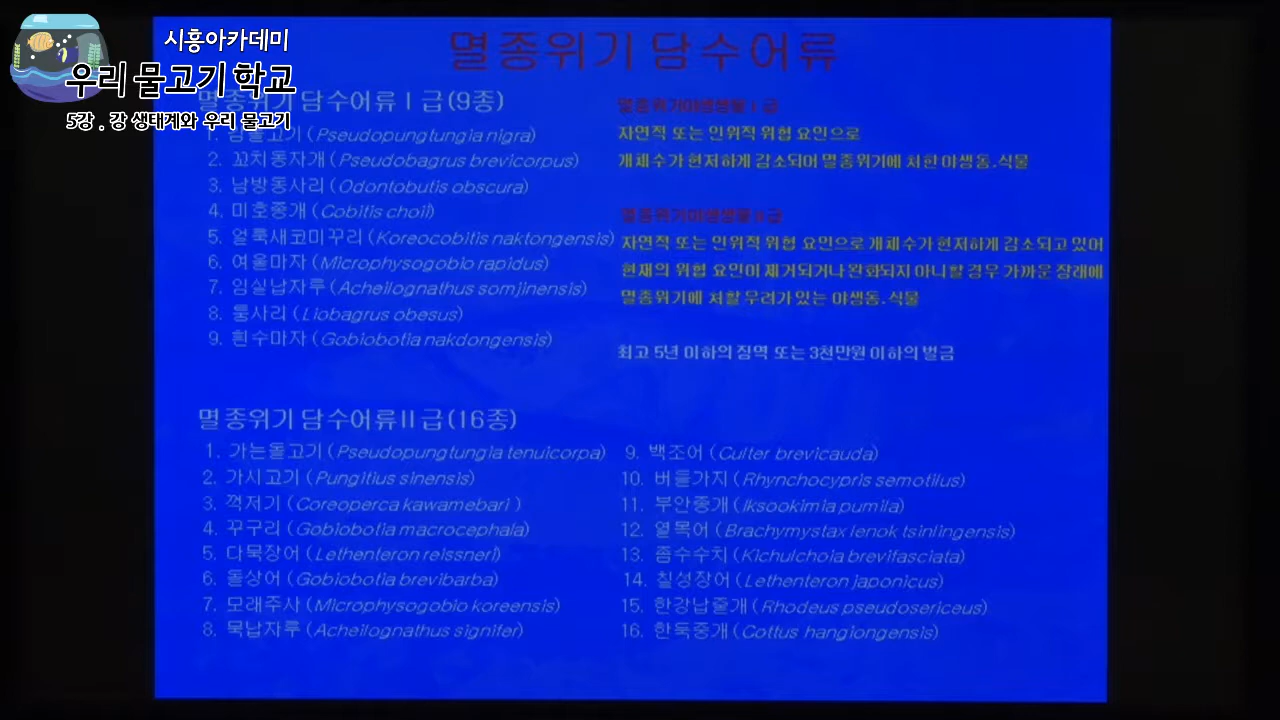 시흥아카데미
우리 물고기 학교
5강 . 강 생태계와 우리 물고기
멸종위기 담수어류
멸종위기 담수어류 I 급(9종)
1. 감돌고기 (Pseudopungtungia nigra)
2. 꼬치동자개 (Pseudobagrus brevicorpus)
3. 남방동사리 (Odontobutis obscura)
4. 미호종개 (Cobitis choii)
5. 얼룩새코미꾸리 (Koreocobitis naktongensis)
6. 여울마자 (Microphysogobio rapidus)
7. 임실납자루 (Acheilognathus somjinensis)
8. 퉁사리 (Liobagrus obesus)
9. 흰수마자 (Gobiobotia nakdongensis)
멸종위기야생생물 I 급
자연적 또는 인위적 위협 요인으로
개체수가 현저하게 감소되어 멸종위기에 처한 야생동.식물
멸종위기야생생물 II 급
자연적 또는 인위적 위협 요인으로 개체수가 현저하게 감소되고 있어
현재의 위협 요인이 제거되거나 완화되지 아니할 경우 가까운 장래에
멸종위기에 처할 우려가 있는 야생동.식물
최고 5년 이하의 징역 또는 3천만원 이하의 벌금
멸종위기 담수어류II급(16종)
1. 가는돌고기 (Pseudopungtungia tenuicorpa)
2. 가시고기 (Pungitius sinensis)
3. 꺽저기 (Coreoperca kawamebari )
4. 꾸구리 (Gobiobotia macrocephala)
5. 다묵장어 (Lethenteron reissneri)
6. 돌상어 (Gobiobotia brevibarba)
7. 모래주사 (Microphysogobio koreensis)
8. 묵납자루 (Acheilognathus signifer)
9. 백조어 (Culter brevicauda)
10. 버들가지 (Rhynchocypris semotilus)
11. 부안종개 (Iksookimia pumila)
12. 열목어 (Brachymystax lenok tsinlingensis)
13. 좀수수치 (Kichulchoia brevifasciata)
14. 칠성장어 (Lethenteron japonicus)
15. 한강납줄개 (Rhodeus pseudosericeus)
16. 한둑중개 (Cottus hangiongensis)